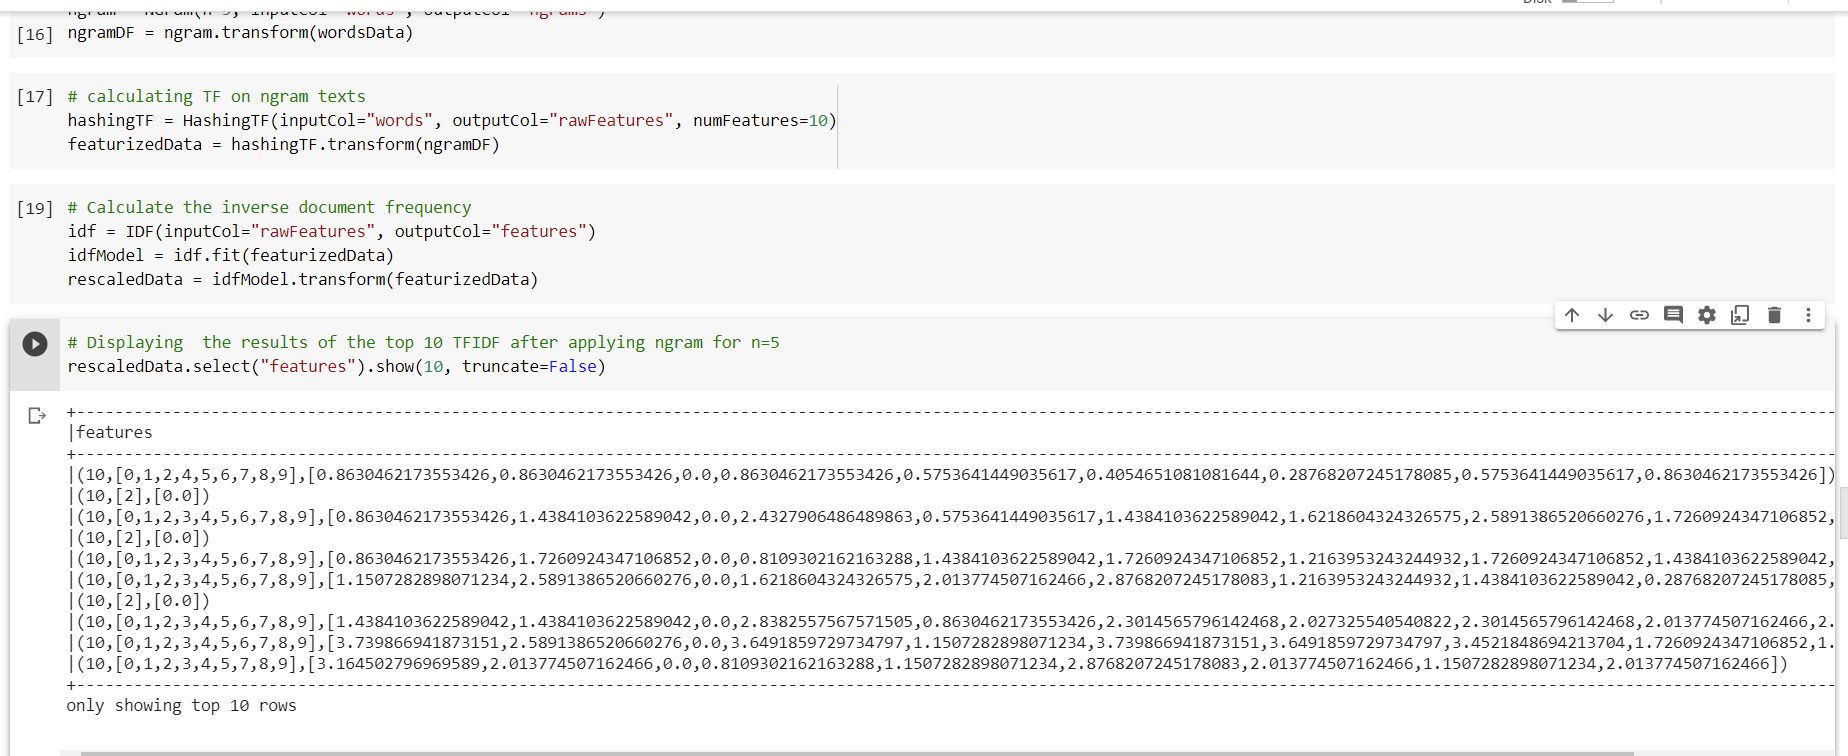 [16] ngramDF = ngram.transform(wordsData)
[17] # calculating TF on ngram texts
hashingTF = HashingTF(inputCol="words", outputCol="rawFeatures", numFeatures=10)
featurizedData = hashingTF.transform(ngramDF)
[19] # Calculate the inverse document frequency
idf = IDF(inputCol="rawFeatures", outputCol="features")
idfModel = idf.fit(featurizedData)
rescaledData = idfModel.transform(featurizedData)
# Displaying  the results of the top 10 TFIDF after applying ngram for n=5
rescaledData.select("features").show(10, truncate=False)
|features
|(10,[0,1,2,4,5,6,7,8,9],[0.8630462173553426,0.8630462173553426,0.0,0.8630462173553426,0.5753641449035617,0.4054651081081644,0.28768207245178085,0.5753641449035617,0.8630462173553426])
|(10,[2],[0.0])
|(10,[0,1,2,3,4,5,6,7,8,9],[0.8630462173553426,1.4384103622589042,0.0,2.4327906486489863,0.5753641449035617,1.4384103622589042,1.6218604324326575,2.5891386520660276,1.7260924347106852,
|(10,[2],[0.0])
|(10,[0,1,2,3,4,5,6,7,8,9],[0.8630462173553426,1.7260924347106852,0.0,0.8109302162163288,1.4384103622589042,1.7260924347106852,1.2163953243244932,1.7260924347106852,1.4384103622589042,
|(10,[0,1,2,3,4,5,6,7,8,9],[1.1507282898071234,2.5891386520660276,0.0,1.6218604324326575,2.013774507162466,2.8768207245178083,1.2163953243244932,1.4384103622589042,0.28768207245178085,
|(10,[2],[0.0])
|(10,[0,1,2,3,4,5,6,7,8,9],[1.4384103622589042,1.4384103622589042,0.0,2.8382557567571505,0.863046217355426,2.3014565796142468,2.027325540540822,2.3014565796142468,2.013774507162466,2.
|(10,[0,1,2,3,4,5,6,7,8,9],[3.739866941873151,2.5891386520660276,0.0,3.6491859729734797,1.1507282898071234,3.739866941873151,3.6491859729734797,3.4521848694213704,1.7260924347106852,1.
|(10,[0,1,2,3,4,5,7,8,9],[3.164502796969589,2.013774507162466,0.0,0.8109302162163288,1.1507282898071234,2.8768207245178083,2.013774507162466,1.1507282898071234,2.013774507162466])
only showing top 10 rows